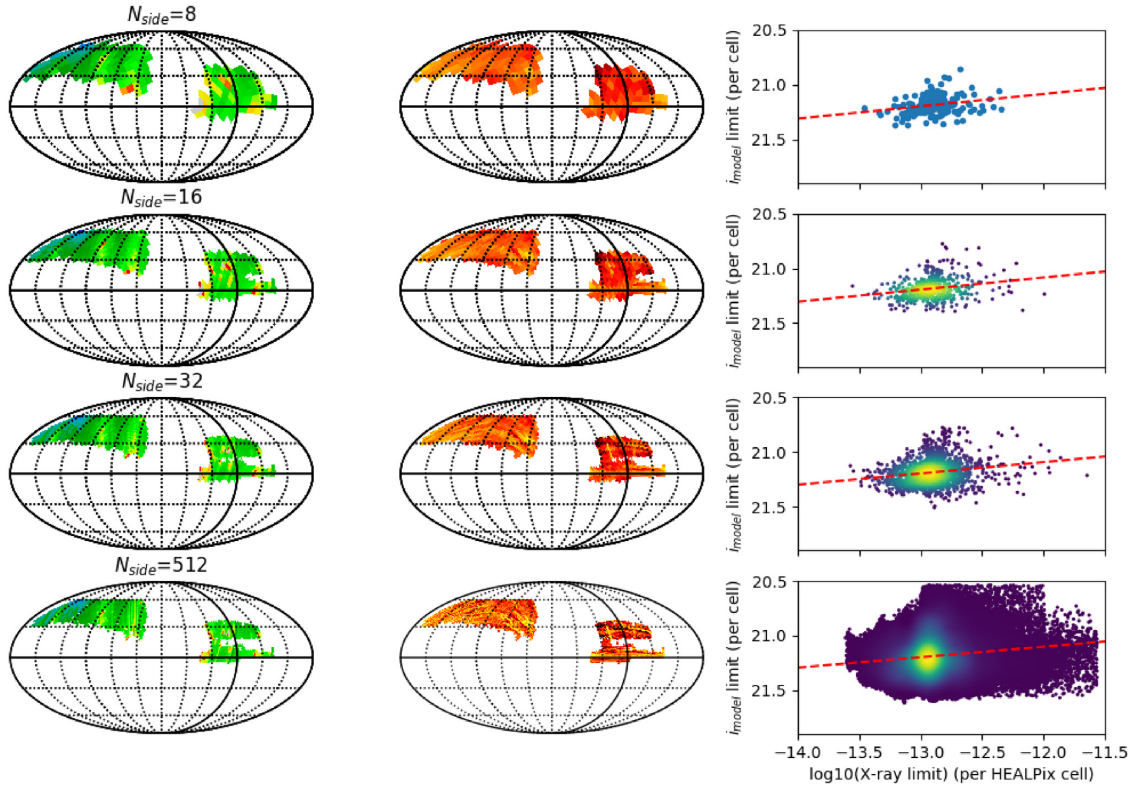 N_side=8
20.5
21.0
21.5
i_model limit (per cell)
N_side=16
20.5
21.0
21.5
i_model limit (per cell)
N_side=32
20.5
21.0
21.5
i_model limit (per cell)
N_side=512
20.5
21.0
21.5
i_model limit (per cell)
−14.0 −13.5 −13.0 −12.5 −12.0 −11.5
log10(X-ray limit) (per HEALPix cell)